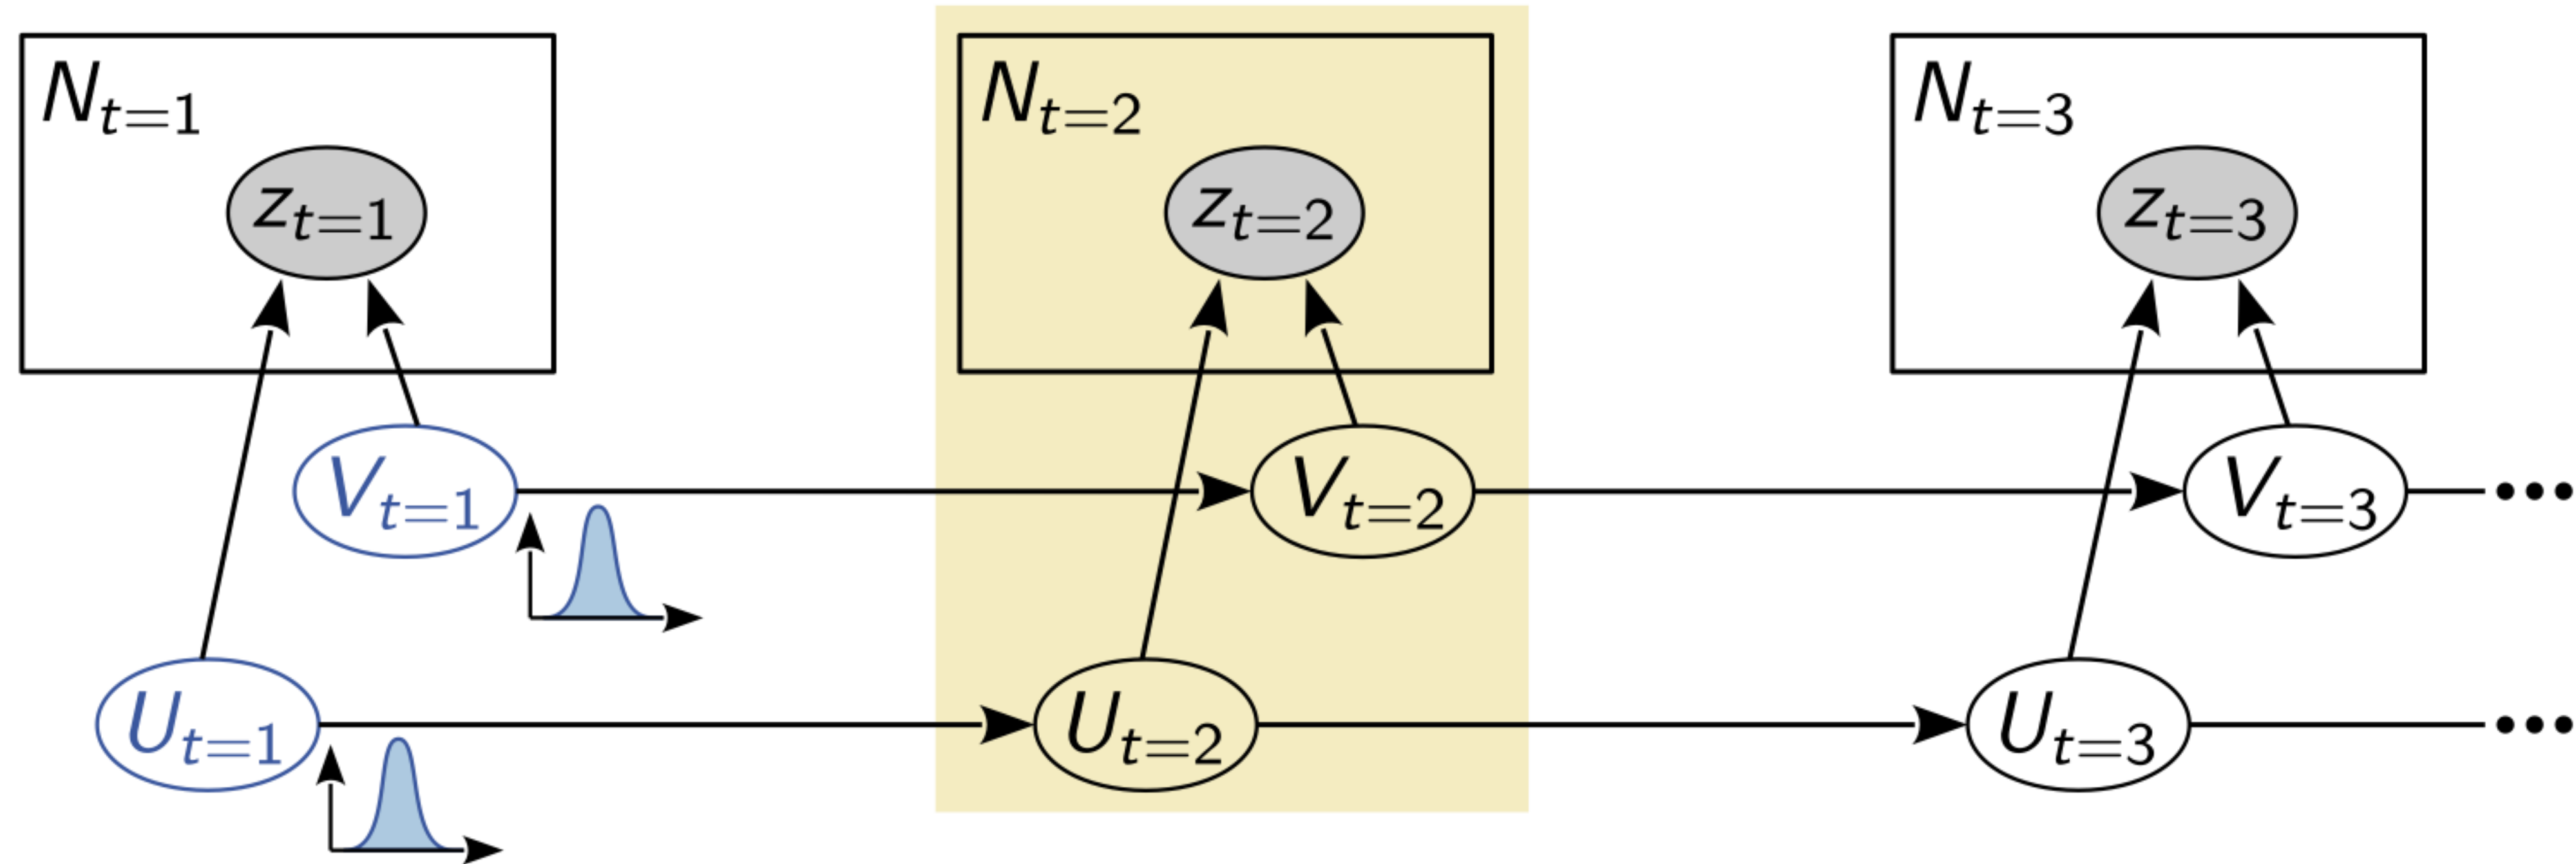 N_{t=1}
z_{t=1}
V_{t=1}
U_{t=1}
N_{t=2}
z_{t=2}
V_{t=2}
U_{t=2}
N_{t=3}
z_{t=3}
V_{t=3}
U_{t=3}
•••
•••